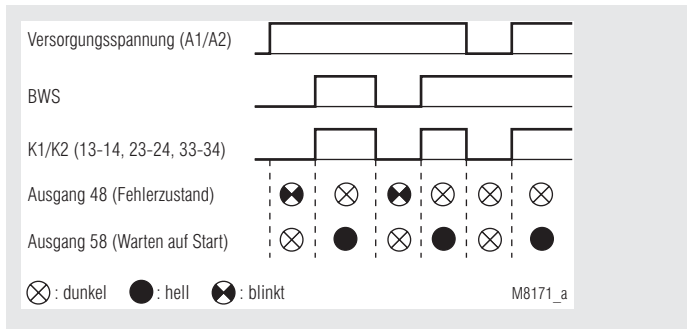 Versorgungsspannung (A1/A2)
BWS
K1/K2 (13-14, 23-24, 33-34)
Ausgang 48 (Fehlerzustand)
Ausgang 58 (Warten auf Start)
: dunkel : hell : blinkt
M8171_a